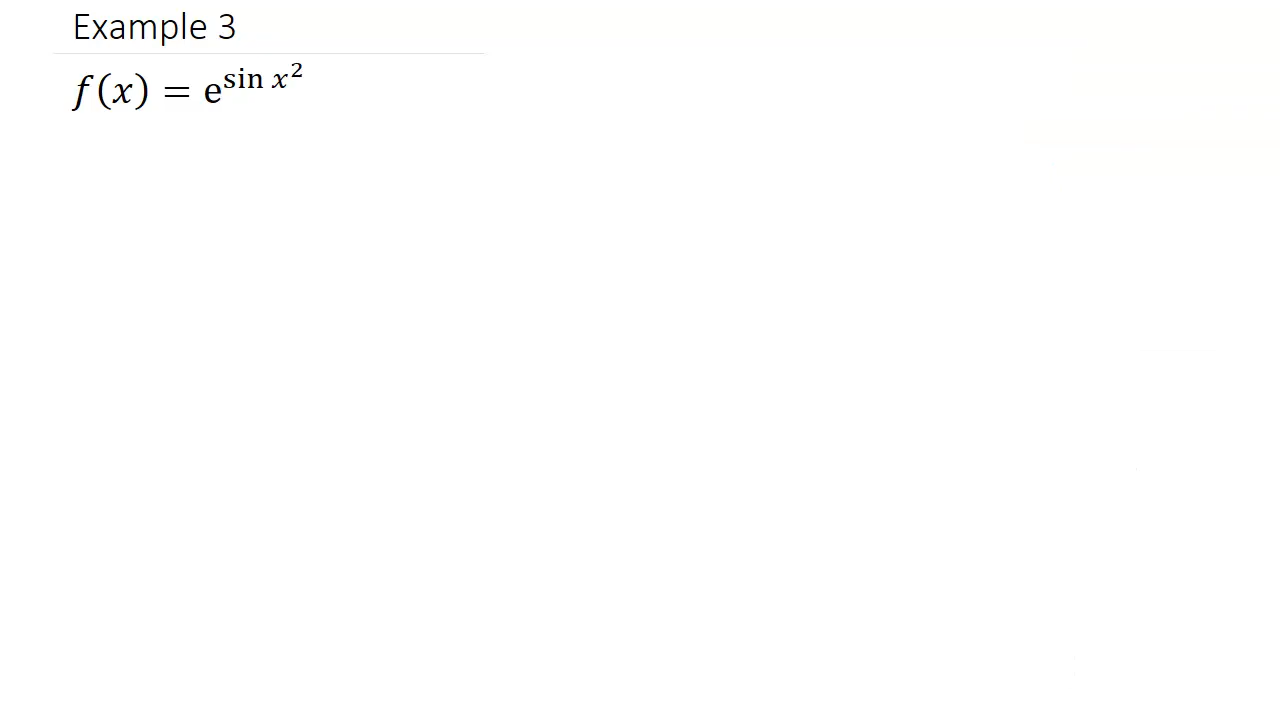 Example 3
f(x) = e^{sin x^2}